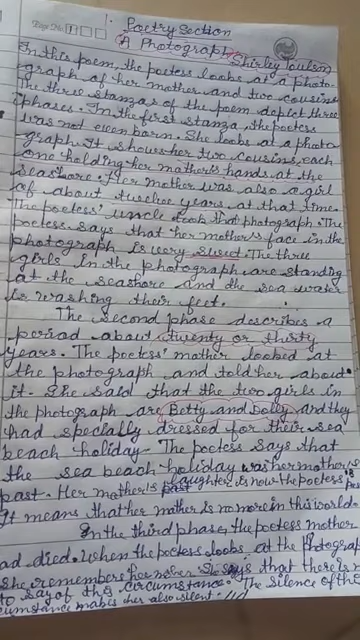 Page No.
1. Poetry Section
A Photograph Shirley Toulsm
In this poem, the poetess looks at a photo-
graph of her mother and two cousins
The three stanzas of the poem depict three
phases. In the first stanza, the poetess
was not even born. She looks at a photo-
graph. It shows her two cousins, each
one holding her mother's hands at the
seashore. Her mother was also a girl
of about twelve years at that time.
The poetess' uncle took that photograph. The
poetess says that her mother's face in the
photograph is very sweet. The three
girls in the photograph are standing
at the seashore and the sea water
is washing their feet.
The second phase describes a
period about twenty or thirty
years. The poetess' mother looked at
the photograph and told her about
it. She said that the two girls in
the photograph are Betty and Dolly and they
had specially dressed for their sea
beach holiday. The poetess says that
the sea beach holiday was her mother's
past. Her mother's laughter is now the poetess's
It means that her mother is no more in this world.
In the third phase, the poetess mother
had died. When the poetess looks at the photograph
she remembers her mother. She says that there is
to say of this circumstance. The silence of the
circumstance makes her also silent.